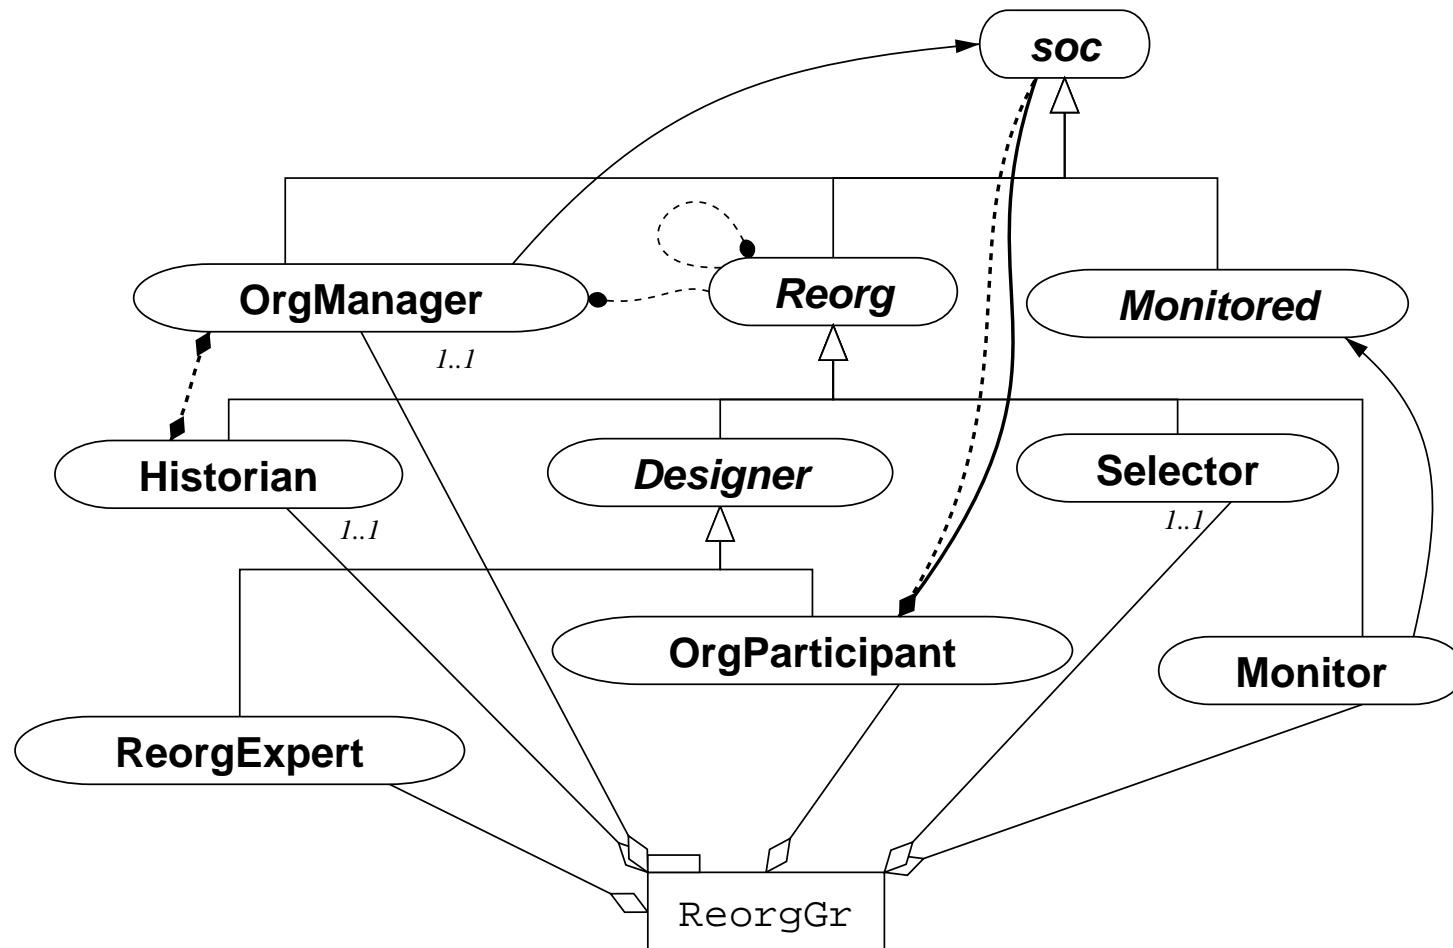 soc
OrgManager
Reorg
Monitored
1..1
Historian
Designer
Selector
1..1
1..1
OrgParticipant
Monitor
ReorgExpert
ReorgGr